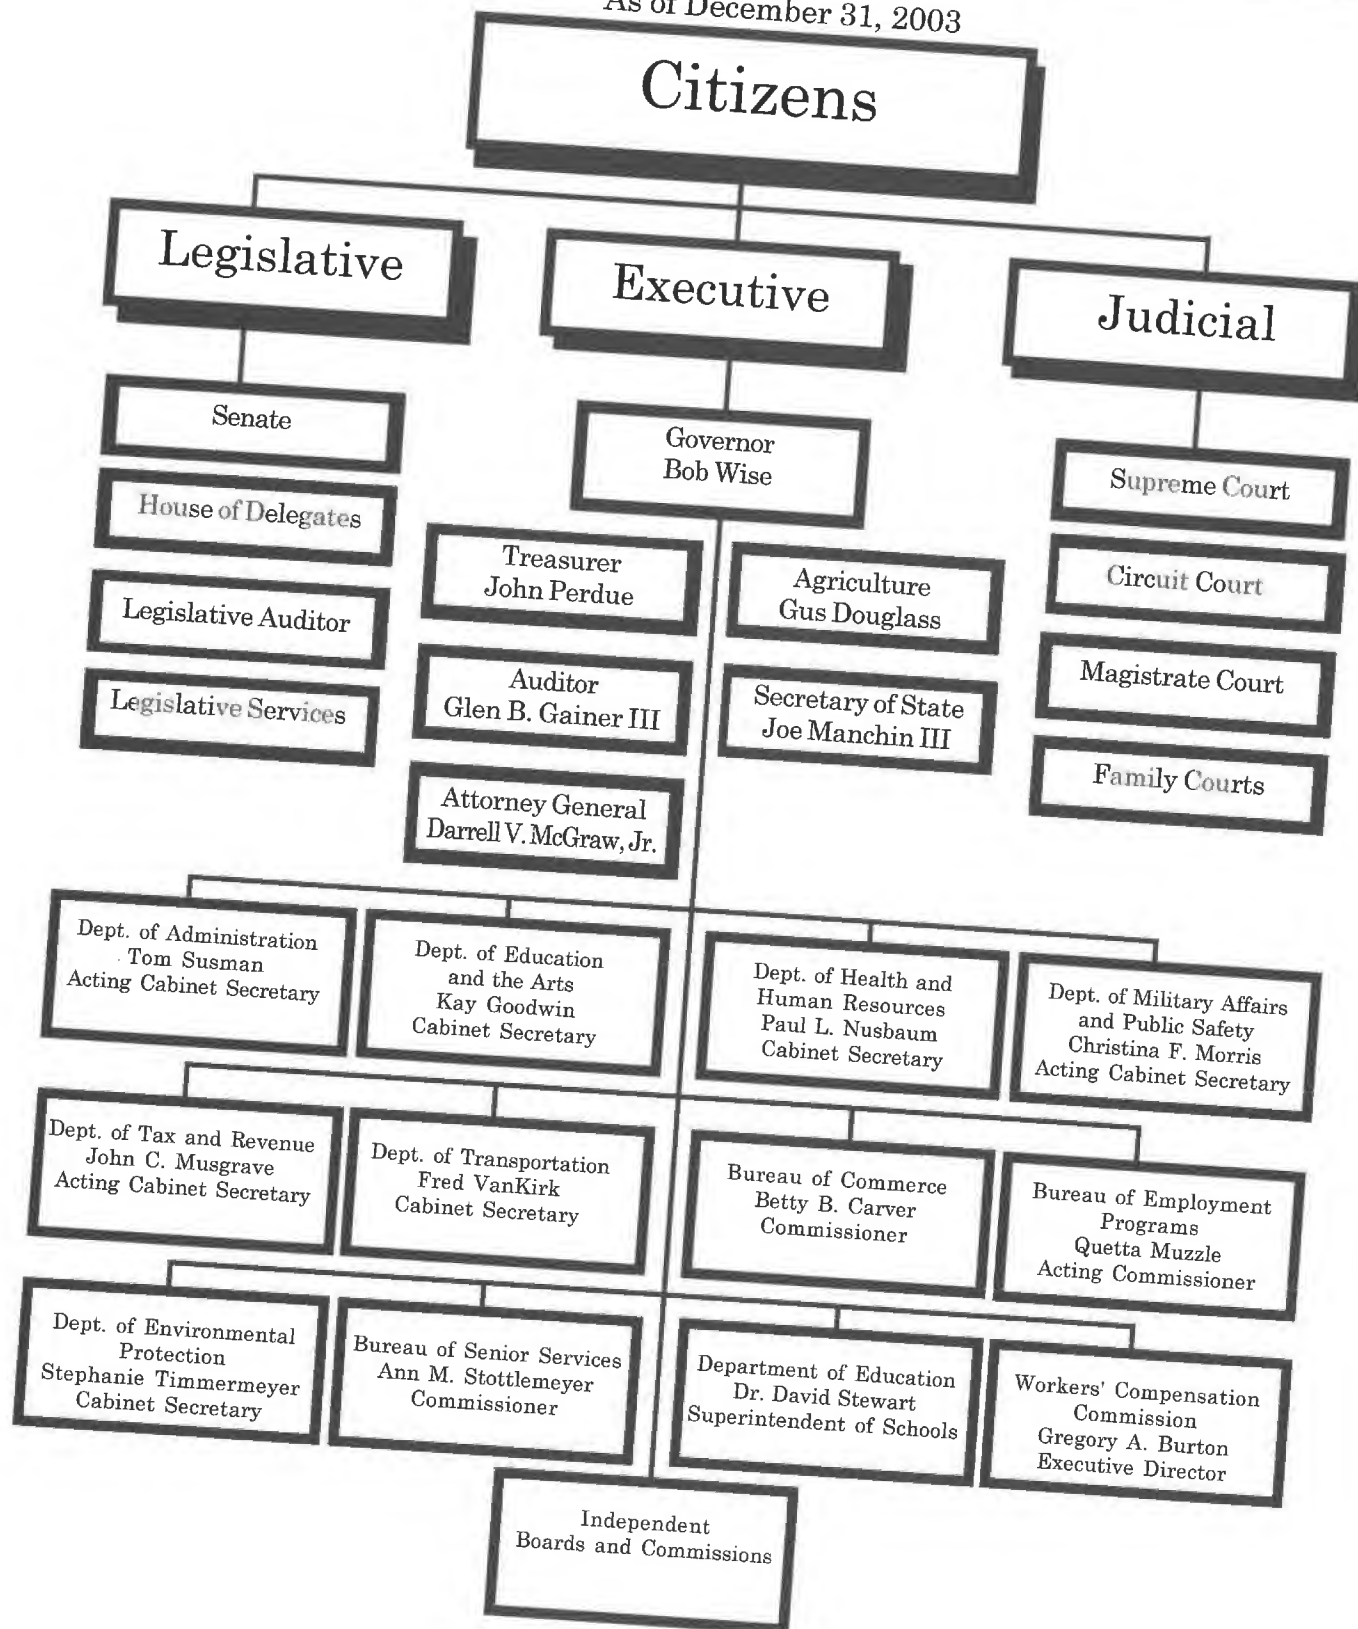 As of December 31, 2003
Citizens
Legislative
Executive
Judicial
Senate
House of Delegates
Legislative Auditor
Legislative Services
Governor
Bob Wise
Treasurer
John Perdue
Agriculture
Gus Douglass
Auditor
Glen B. Gainer III
Secretary of State
Joe Manchin III
Attorney General
Darrell V. McGraw, Jr.
Supreme Court
Circuit Court
Magistrate Court
Family Courts
Dept. of Administration
Tom Susman
Acting Cabinet Secretary
Dept. of Education
and the Arts
Kay Goodwin
Cabinet Secretary
Dept. of Health and
Human Resources
Paul L. Nusbaum
Cabinet Secretary
Dept. of Military Affairs
and Public Safety
Christina F. Morris
Acting Cabinet Secretary
Dept. of Tax and Revenue
John C. Musgrave
Acting Cabinet Secretary
Dept. of Transportation
Fred VanKirk
Cabinet Secretary
Bureau of Commerce
Betty B. Carver
Commissioner
Bureau of Employment
Programs
Quetta Muzzle
Acting Commissioner
Dept. of Environmental
Protection
Stephanie Timmermeyer
Cabinet Secretary
Bureau of Senior Services
Ann M. Stottlemeyer
Commissioner
Department of Education
Dr. David Stewart
Superintendent of Schools
Workers' Compensation
Commission
Gregory A. Burton
Executive Director
Independent
Boards and Commissions